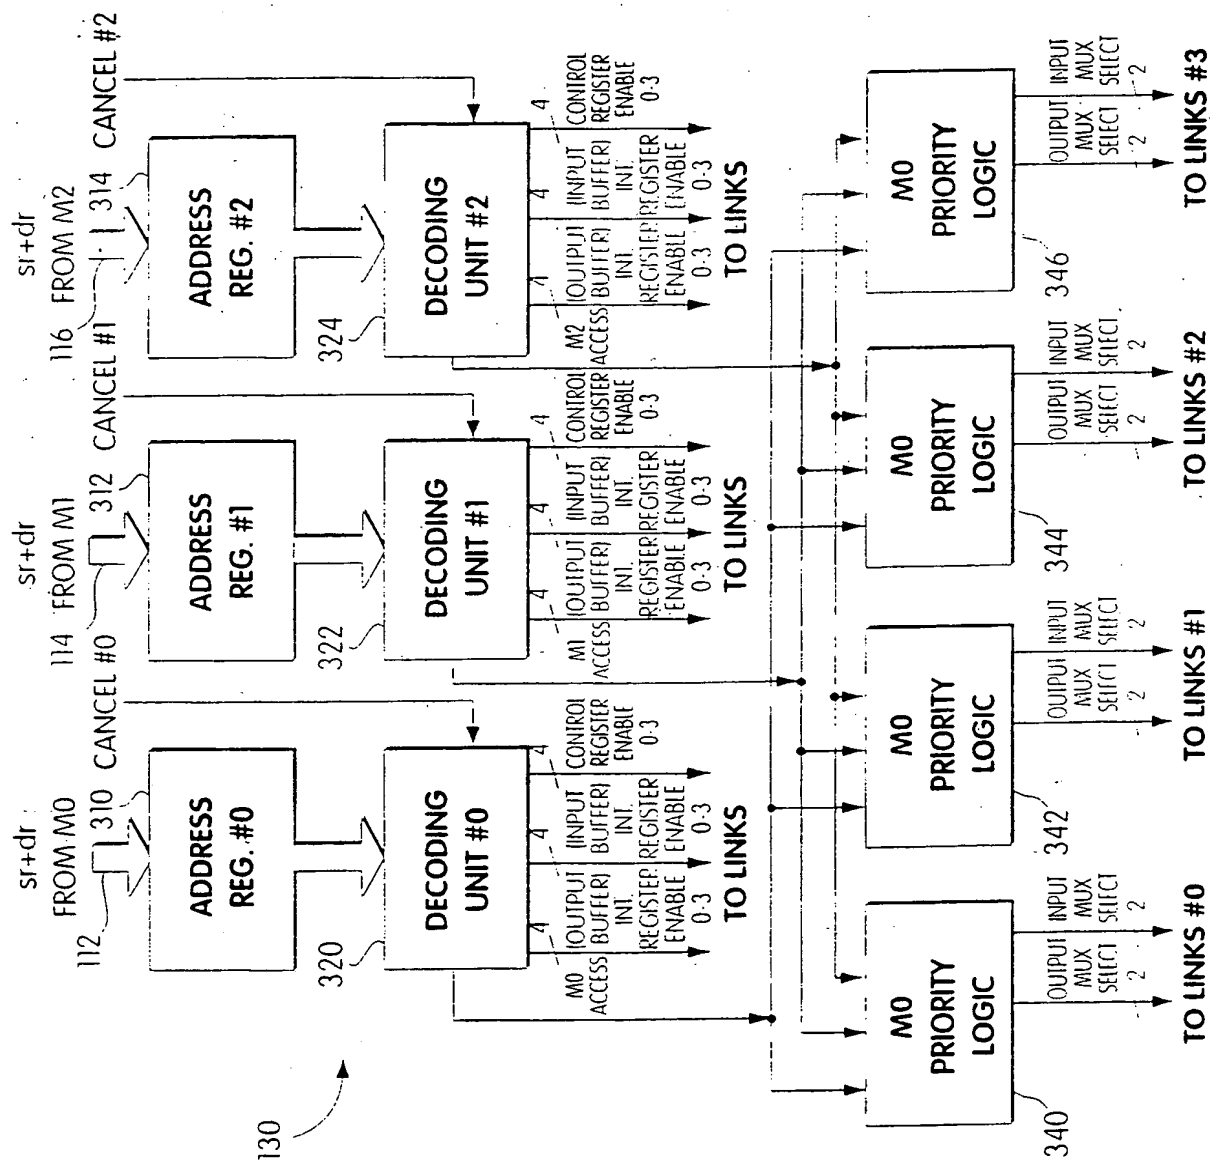 130
sr+dr
FROM M0
112
310
CANCEL #0
ADDRESS
REG. #0
320
DECODING
UNIT #0
M0
ACCESS
4
(OUTPUT
BUFFER)
INT.
REGISTER
ENABLE
0-3
4
(INPUT
BUFFER)
INT.
REGISTER
ENABLE
0-3
4
CONTROL
REGISTER
ENABLE
0-3
TO LINKS
sr+dr
FROM M1
114
312
CANCEL #1
ADDRESS
REG. #1
322
DECODING
UNIT #1
M1
ACCESS
4
(OUTPUT
BUFFER)
INT.
REGISTER
ENABLE
0-3
4
(INPUT
BUFFER)
INT.
REGISTER
ENABLE
0-3
4
CONTROL
REGISTER
ENABLE
0-3
TO LINKS
sr+dr
FROM M2
116
314
CANCEL #2
ADDRESS
REG. #2
324
DECODING
UNIT #2
M2
ACCESS
4
(OUTPUT
BUFFER)
INT.
REGISTER
ENABLE
0-3
4
(INPUT
BUFFER)
INT.
REGISTER
ENABLE
0-3
4
CONTROL
REGISTER
ENABLE
0-3
TO LINKS
340
M0
PRIORITY
LOGIC
OUTPUT
MUX
SELECT
2
INPUT
MUX
SELECT
2
TO LINKS #0
342
M0
PRIORITY
LOGIC
OUTPUT
MUX
SELECT
2
INPUT
MUX
SELECT
2
TO LINKS #1
344
M0
PRIORITY
LOGIC
OUTPUT
MUX
SELECT
2
INPUT
MUX
SELECT
2
TO LINKS #2
346
M0
PRIORITY
LOGIC
OUTPUT
MUX
SELECT
2
INPUT
MUX
SELECT
2
TO LINKS #3